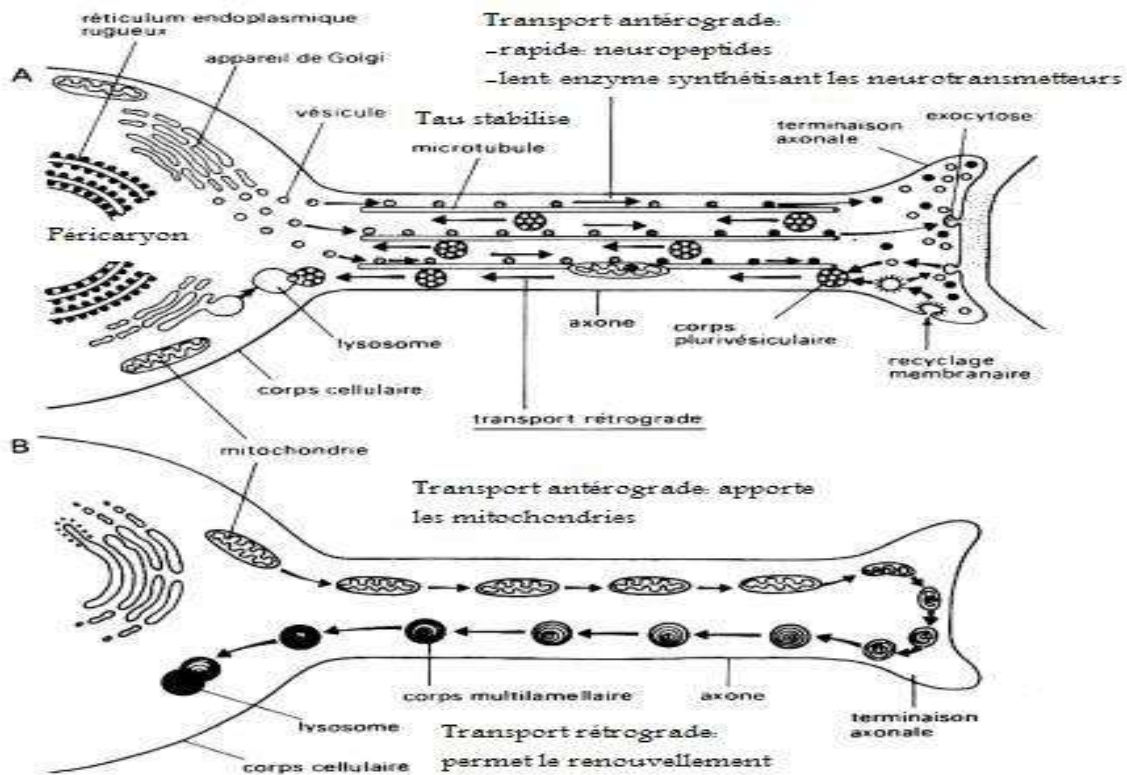 réticulum endoplasmique
rugueux
Transport antérograde:
-rapide: neuropeptides
-lent: enzyme synthétisant les neurotransmetteurs
A
appareil de Golgi
vésicule
Tau stabilise
microtubule
terminaison
axonale
exocytose
Péricaryon
lysosome
axone
corps
plurivésiculaire
recyclage
membranaire
corps cellulaire
transport rétrograde
B
mitochondrie
Transport antérograde: apporte
les mitochondries
corps multilamellaire
axone
terminaison
axonale
lysosome
Transport rétrograde:
permet le renouvellement
corps cellulaire